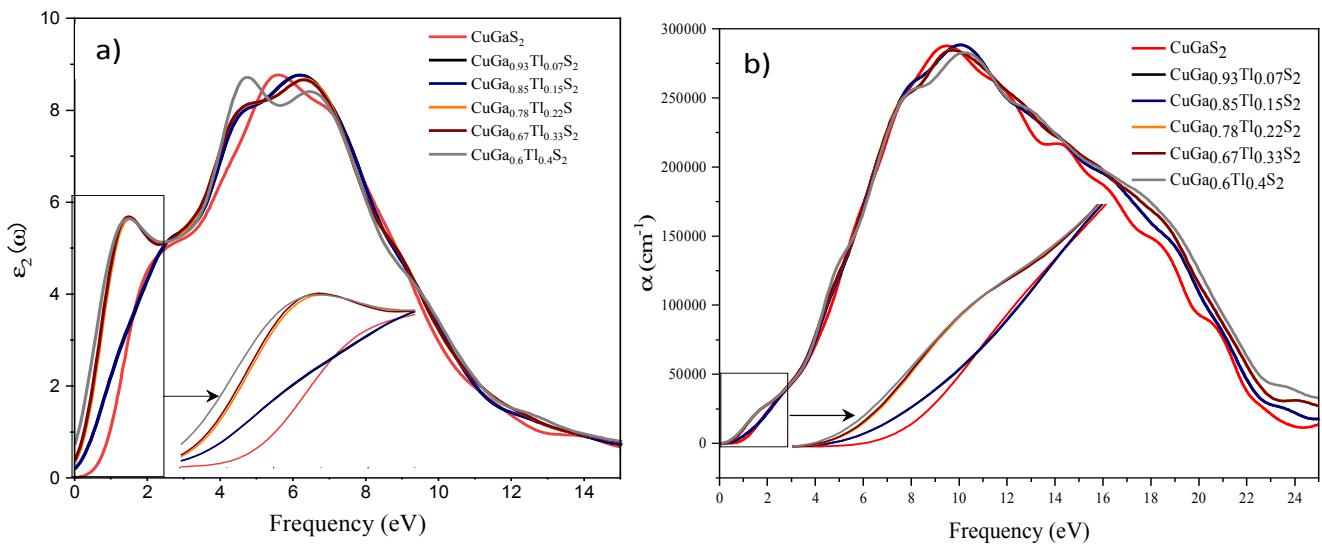 a)
CuGaS₂
CuGa₀.₉₃Tl₀.₀₇S₂
CuGa₀.₈₅Tl₀.₁₅S₂
CuGa₀.₇₈Tl₀.₂₂S
CuGa₀.₆₇Tl₀.₃₃S₂
CuGa₀.₆Tl₀.₄S₂
ε₂(ω)
10
8
6
4
2
0
0 2 4 6 8 10 12 14
Frequency (eV)
b)
CuGaS₂
CuGa₀.₉₃Tl₀.₀₇S₂
CuGa₀.₈₅Tl₀.₁₅S₂
CuGa₀.₇₈Tl₀.₂₂S₂
CuGa₀.₆₇Tl₀.₃₃S₂
CuGa₀.₆Tl₀.₄S₂
α (cm⁻¹)
300000
250000
200000
150000
100000
50000
0
0 2 4 6 8 10 12 14 16 18 20 22 24
Frequency (eV)